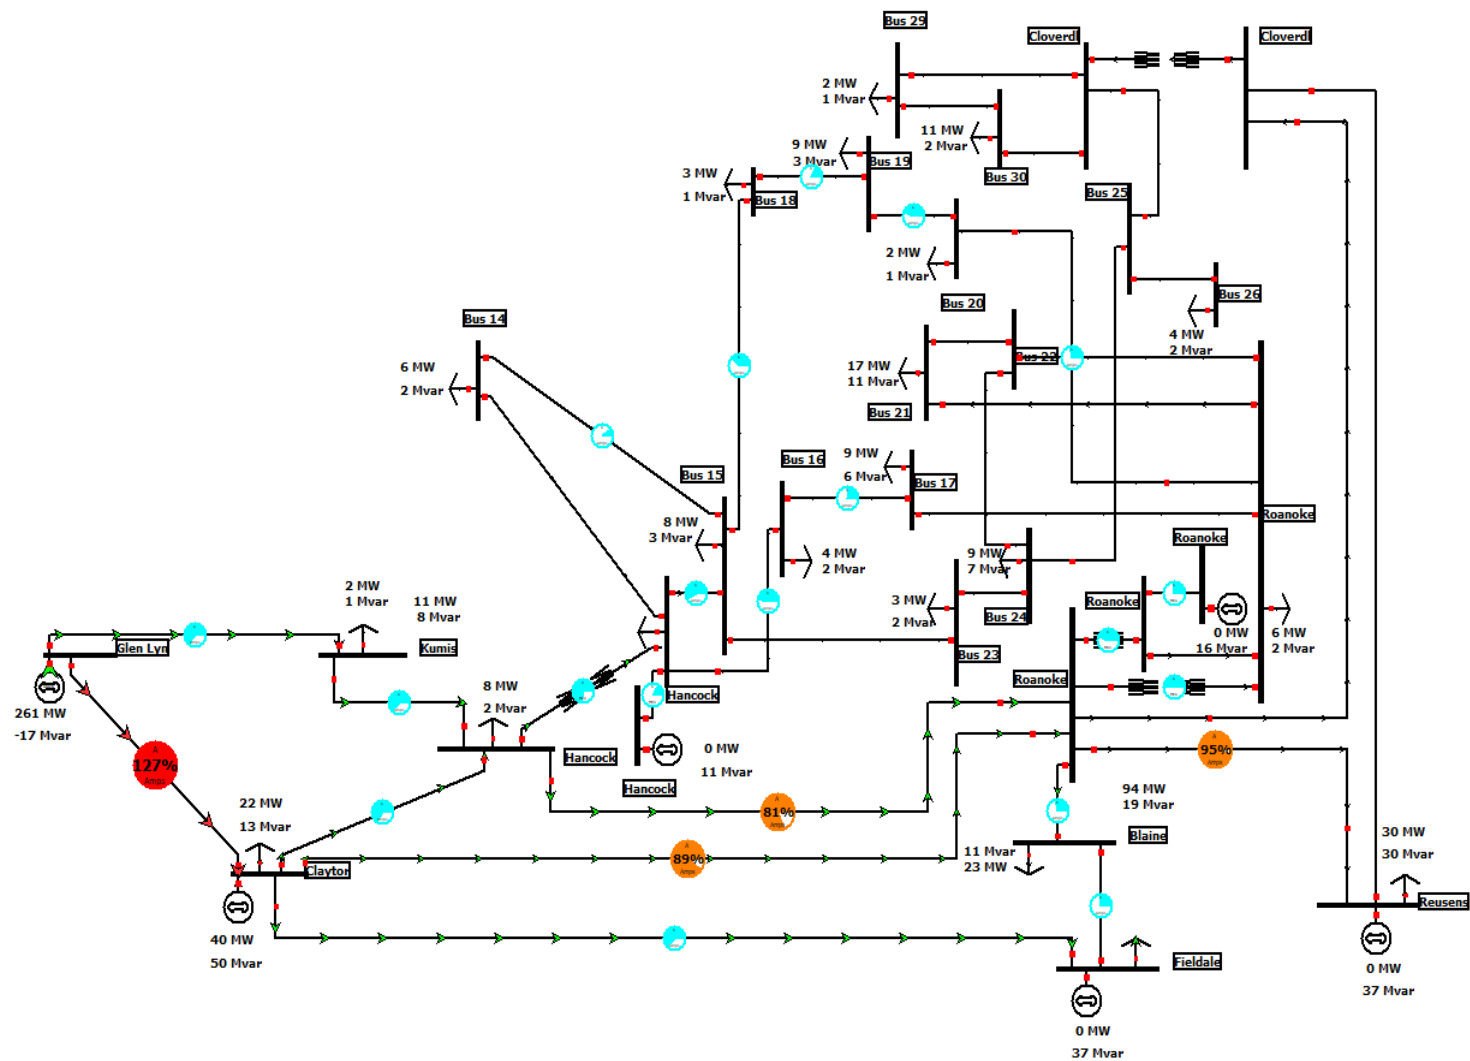 Bus 29
Cloverdl
Cloverdl
2 MW
1 Mvar
11 MW
2 Mvar
Bus 30
9 MW
3 Mvar
Bus 19
3 MW
1 Mvar
Bus 18
Bus 25
2 MW
1 Mvar
Bus 20
Bus 26
4 MW
2 Mvar
Bus 14
6 MW
2 Mvar
Bus 22
17 MW
11 Mvar
Bus 21
Bus 15
Bus 16
9 MW
6 Mvar
Bus 17
8 MW
3 Mvar
4 MW
2 Mvar
9 MW
7 Mvar
Bus 24
Roanoke
Roanoke
Roanoke
0 MW
16 Mvar
6 MW
2 Mvar
3 MW
2 Mvar
Bus 23
Roanoke
2 MW
1 Mvar
11 MW
8 Mvar
Glen Lyn
Kumis
261 MW
-17 Mvar
8 MW
2 Mvar
Hancock
Hancock
Hancock
0 MW
11 Mvar
A
127%
Amps
22 MW
13 Mvar
Claytor
40 MW
50 Mvar
A
81%
Amps
A
89%
Amps
A
95%
Amps
94 MW
19 Mvar
Blaine
11 Mvar
23 MW
30 MW
30 Mvar
Reusens
0 MW
37 Mvar
Fieldale
0 MW
37 Mvar